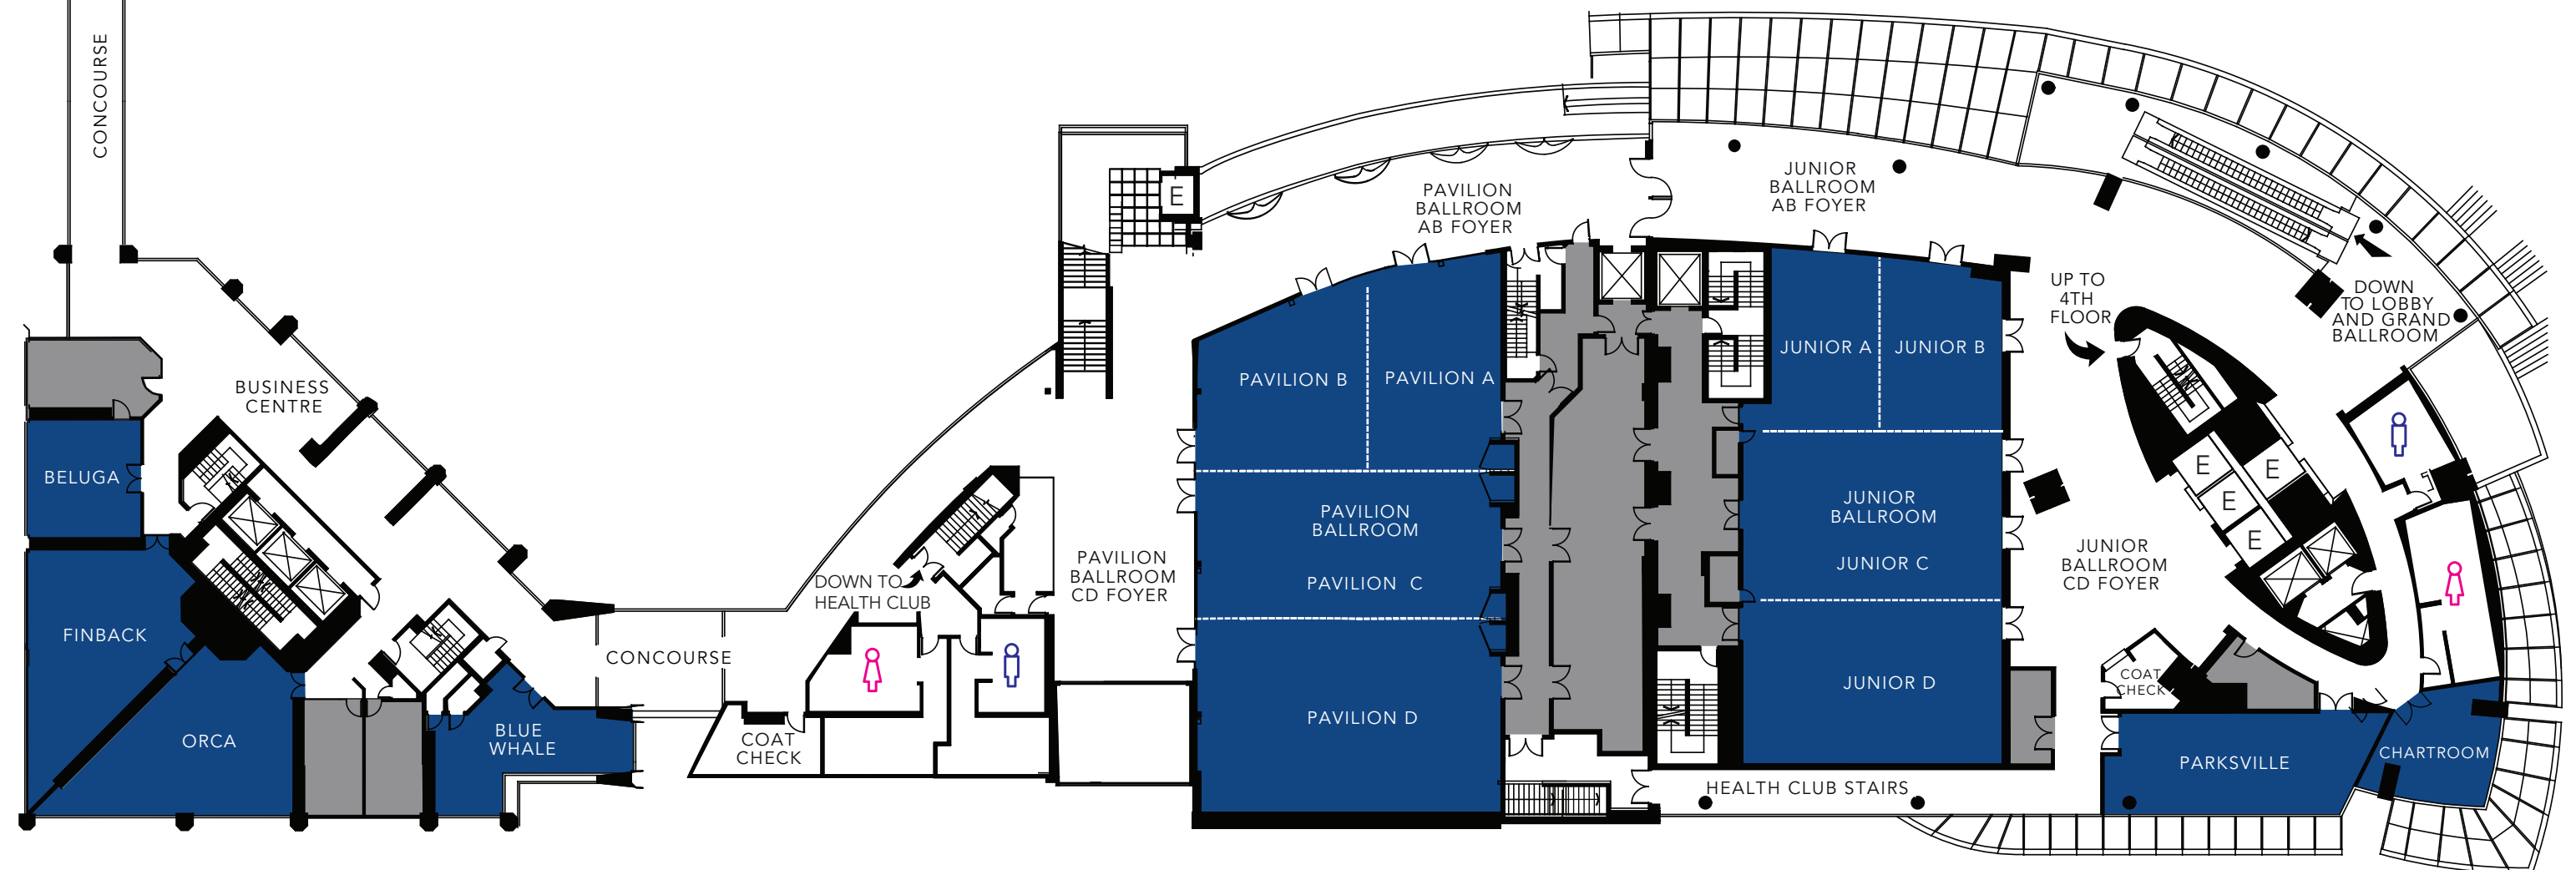 CONCOURSE
BUSINESS
CENTRE
BELUGA
FINBACK
ORCA
BLUE
WHALE
CONCOURSE
COAT
CHECK
DOWN TO
HEALTH CLUB
PAVILION
BALLROOM
CD FOYER
E
PAVILION
BALLROOM
AB FOYER
PAVILION B
PAVILION A
PAVILION
BALLROOM
PAVILION C
PAVILION D
JUNIOR
BALLROOM
AB FOYER
JUNIOR A
JUNIOR B
JUNIOR
BALLROOM
JUNIOR C
JUNIOR D
HEALTH CLUB STAIRS
UP TO
4TH
FLOOR
DOWN
TO LOBBY
AND GRAND
BALLROOM
E
E
E
E
JUNIOR
BALLROOM
CD FOYER
COAT
CHECK
PARKSVILLE
CHARTROOM